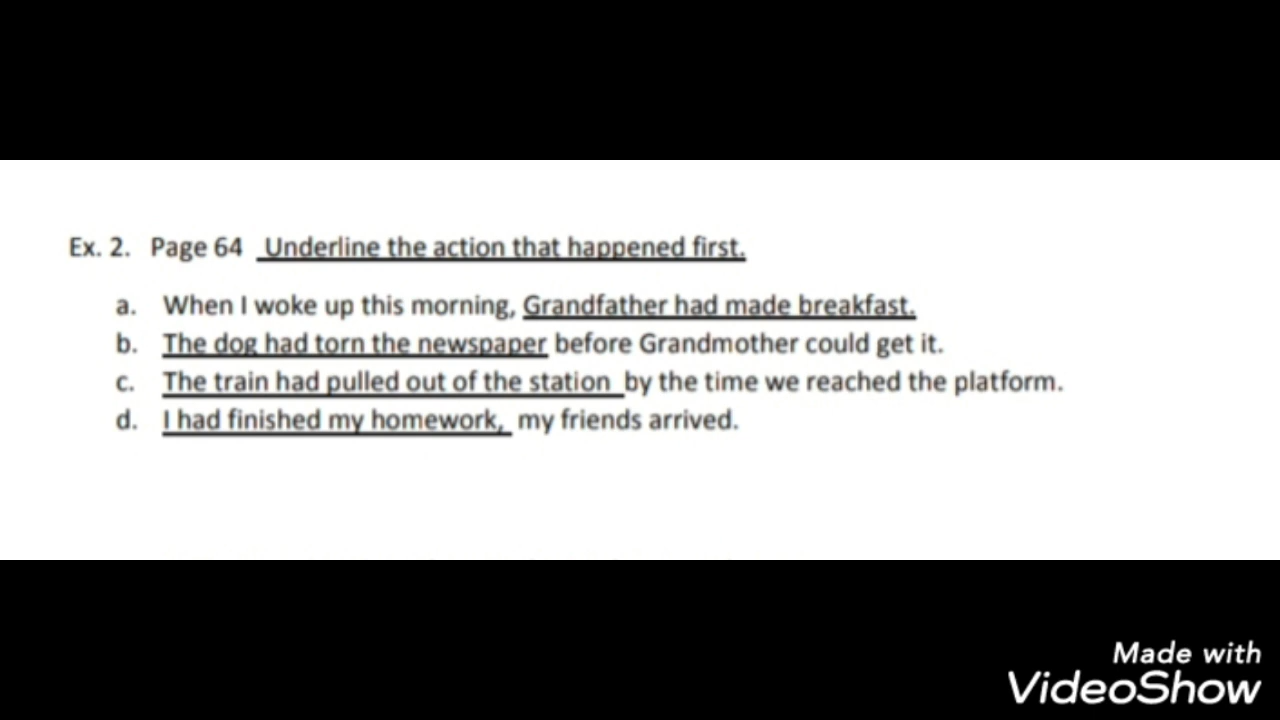 Ex. 2. Page 64 Underline the action that happened first.
a. When I woke up this morning, Grandfather had made breakfast.
b. The dog had torn the newspaper before Grandmother could get it.
c. The train had pulled out of the station by the time we reached the platform.
d. I had finished my homework, my friends arrived.
Made with
VideoShow